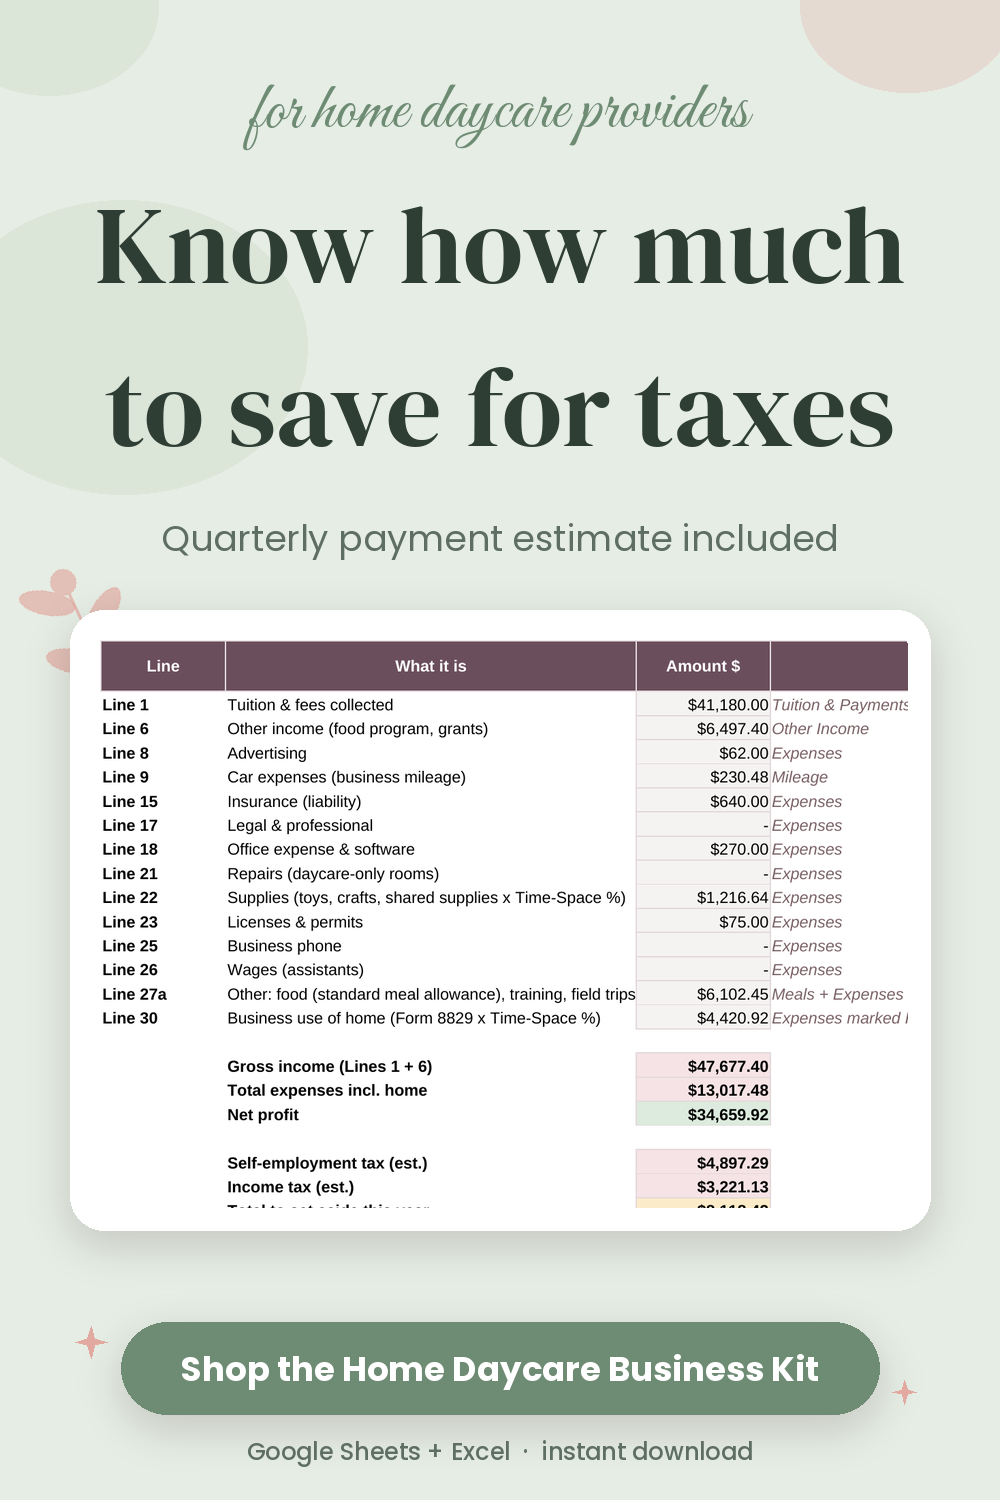 for home daycare providers
Know how much
to save for taxes
Quarterly payment estimate included
Line What it is Amount $
Line 1 Tuition & fees collected $41,180.00 Tuition & Payments
Line 6 Other income (food program, grants) $6,497.40 Other Income
Line 8 Advertising $62.00 Expenses
Line 9 Car expenses (business mileage) $230.48 Mileage
Line 15 Insurance (liability) $640.00 Expenses
Line 17 Legal & professional - Expenses
Line 18 Office expense & software $270.00 Expenses
Line 21 Repairs (daycare-only rooms) - Expenses
Line 22 Supplies (toys, crafts, shared supplies x Time-Space %) $1,216.64 Expenses
Line 23 Licenses & permits $75.00 Expenses
Line 25 Business phone - Expenses
Line 26 Wages (assistants) - Expenses
Line 27a Other: food (standard meal allowance), training, field trips $6,102.45 Meals + Expenses
Line 30 Business use of home (Form 8829 x Time-Space %) $4,420.92 Expenses marked
Gross income (Lines 1 + 6) $47,677.40
Total expenses incl. home $13,017.48
Net profit $34,659.92
Self-employment tax (est.) $4,897.29
Income tax (est.) $3,221.13
Shop the Home Daycare Business Kit
Google Sheets + Excel · instant download